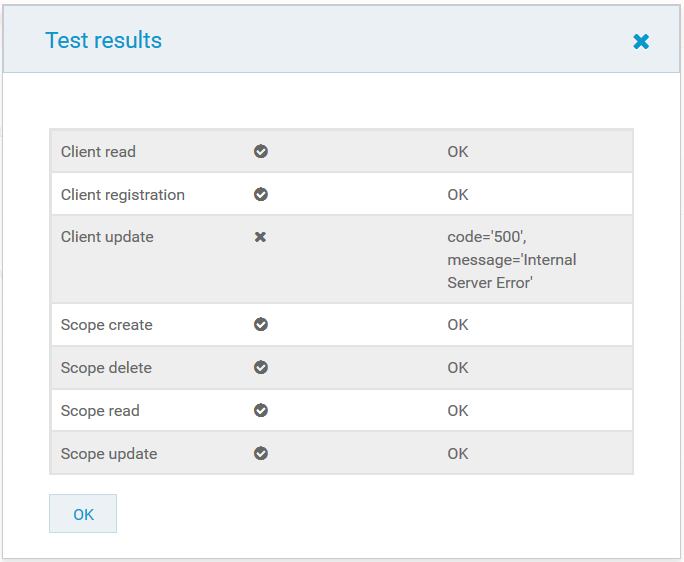 Test results
Client read OK
Client registration OK
Client update code='500',
message='Internal
Server Error'
Scope create OK
Scope delete OK
Scope read OK
Scope update OK
OK